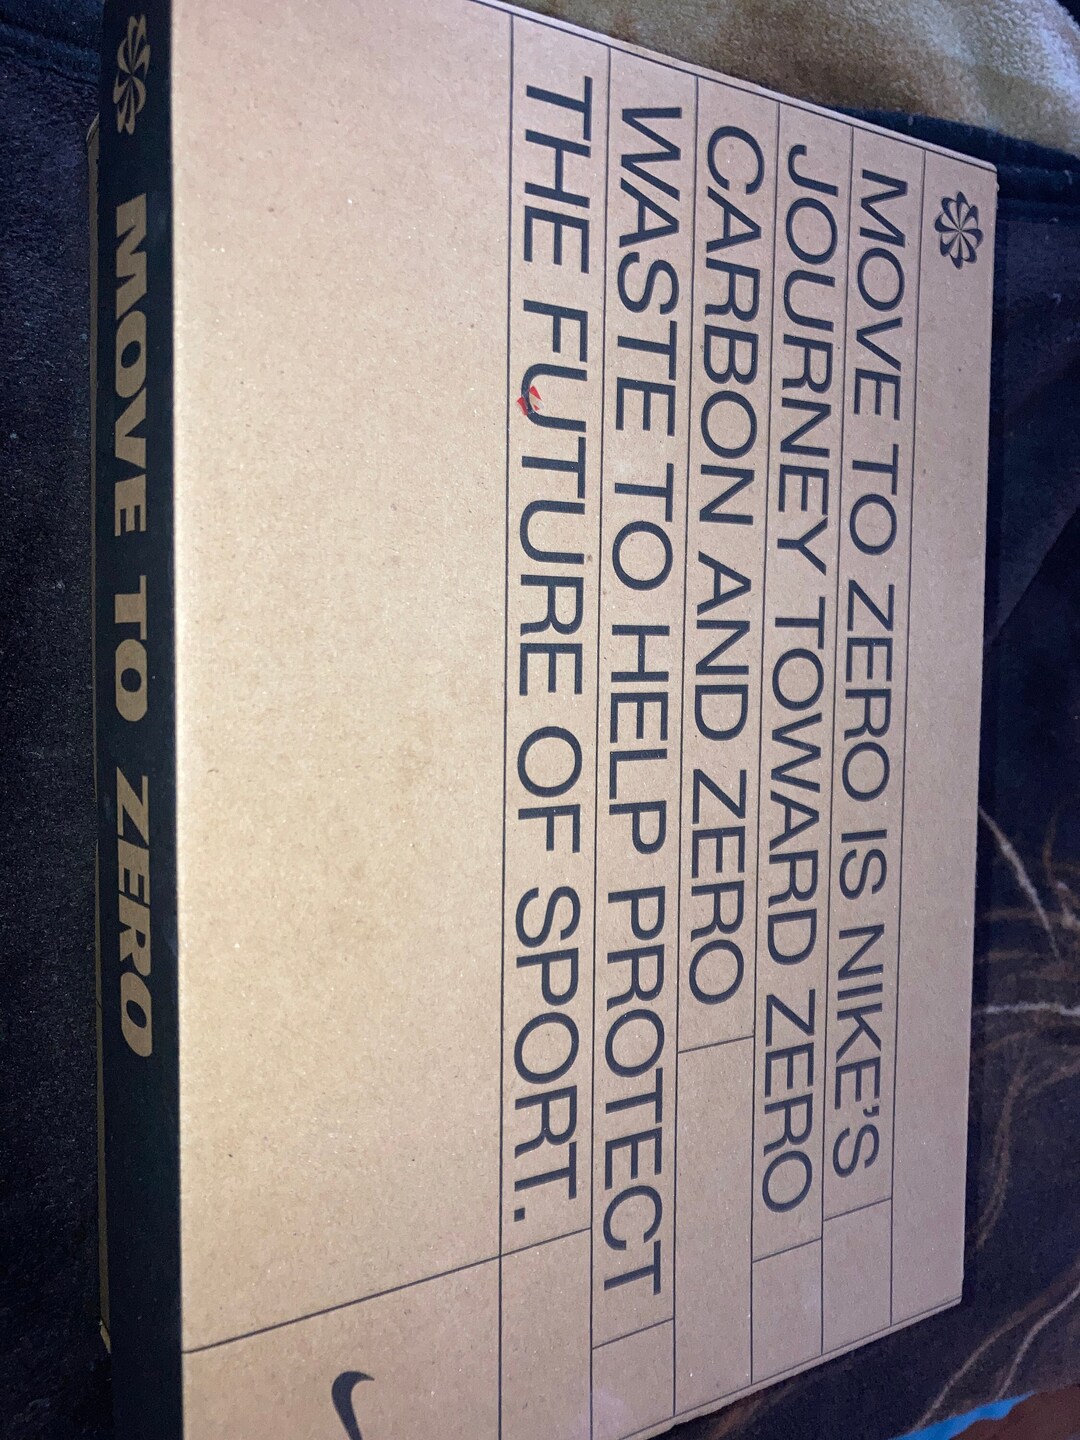 MOVE TO ZERO IS NIKE'S
JOURNEY TOWARD ZERO
CARBON AND ZERO
WASTE TO HELP PROTECT
THE FUTURE OF SPORT.
MOVE TO ZERO